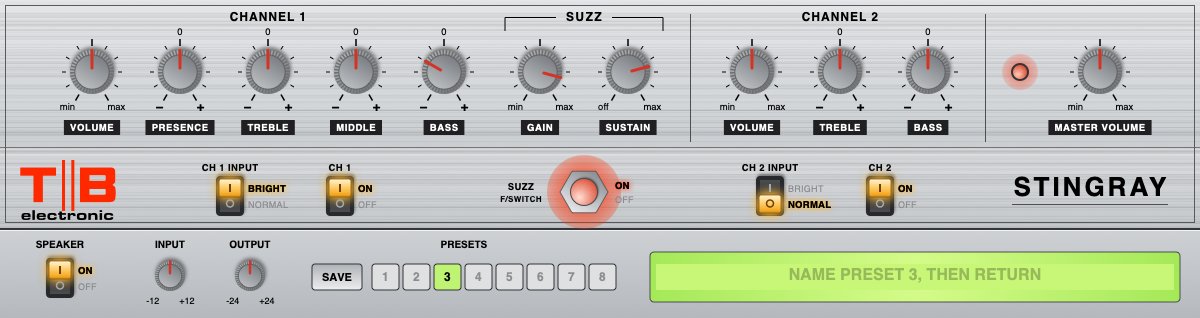 CHANNEL 1
SUZZ
CHANNEL 2
0 0 0 0 0 0
min max - + - + - + - + min max off max min max - + - + min max
VOLUME PRESENCE TREBLE MIDDLE BASS GAIN SUSTAIN VOLUME TREBLE BASS MASTER VOLUME
TB
electronic
CH 1 INPUT
I BRIGHT
O NORMAL
CH 1
I ON
O OFF
SUZZ
F/SWITCH
ON
OFF
CH 2 INPUT
I BRIGHT
O NORMAL
CH 2
I ON
O OFF
STINGRAY
SPEAKER
I ON
O OFF
INPUT
-12 +12
OUTPUT
-24 +24
PRESETS
SAVE 1 2 3 4 5 6 7 8
NAME PRESET 3, THEN RETURN